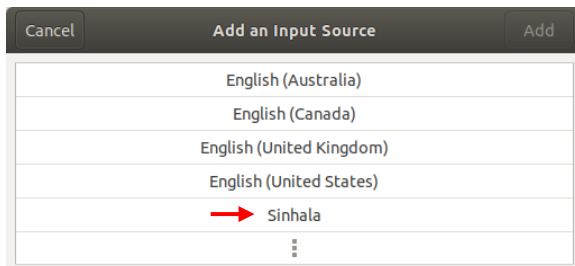 Cancel Add an Input Source Add
English (Australia)
English (Canada)
English (United Kingdom)
English (United States)
Sinhala